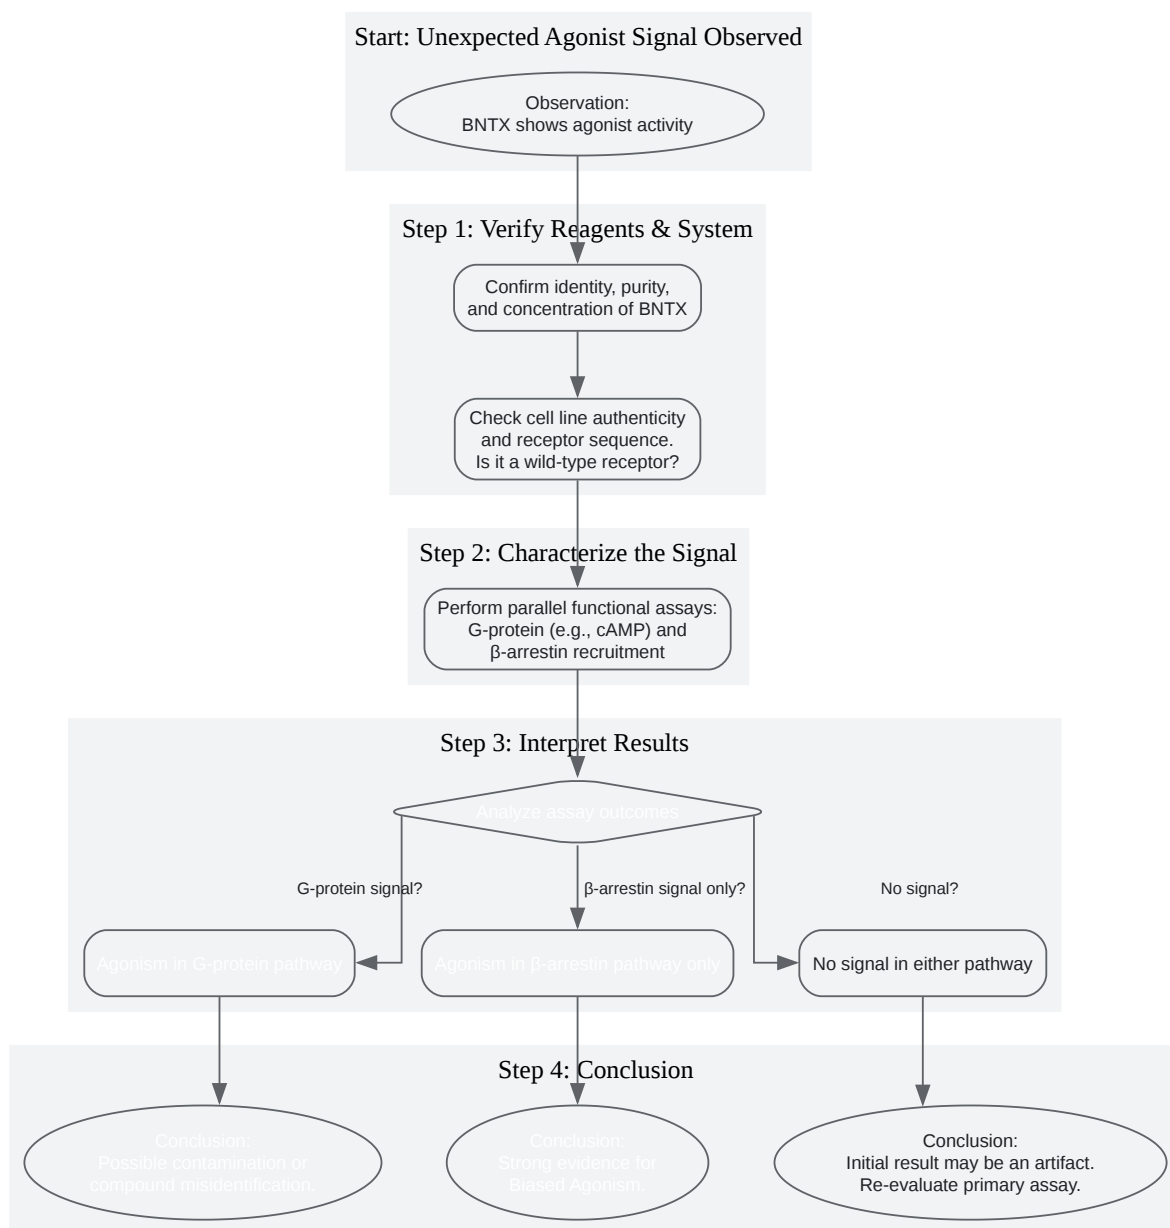 Start: Unexpected Agonist Signal Observed
Observation:
BNTX shows agonist activity
Step 1: Verify Reagents & System
Confirm identity, purity,
and concentration of BNTX
Check cell line authenticity
and receptor sequence.
Is it a wild-type receptor?
Step 2: Characterize the Signal
Perform parallel functional assays:
G-protein (e.g., cAMP) and
β-arrestin recruitment
Step 3: Interpret Results
Analyze assay outcomes
G-protein signal?
β-arrestin signal only?
No signal?
Agonism in G-protein pathway
Agonism in β-arrestin pathway only
No signal in either pathway
Step 4: Conclusion
Conclusion:
Possible contamination or
compound misidentification.
Conclusion:
Strong evidence for
Biased Agonism.
Conclusion:
Initial result may be an artifact.
Re-evaluate primary assay.